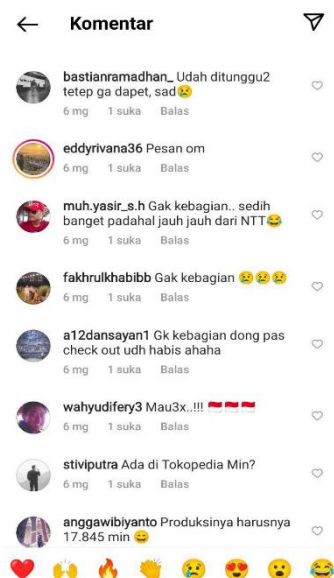 Komentar
bastianramadhan_ Udah ditunggu2
tetep ga dapet, sad😢
6 mg 1 suka Balas
eddyrivana36 Pesan om
6 mg 1 suka Balas
muh.yasir_s.h Gak kebagian.. sedih
banget padahal jauh jauh dari NTT😂
6 mg 1 suka Balas
fakhrulkhabibb Gak kebagian 😢😢😢
6 mg 1 suka Balas
a12dansayan1 Gk kebagian dong pas
check out udh habis ahaha
6 mg 1 suka Balas
wahyudifery3 Mau3x..!!! 🇮🇩🇮🇩🇮🇩
6 mg 1 suka Balas
stiviputra Ada di Tokopedia Min?
6 mg 1 suka Balas
anggawibiyanto Produksinya harusnya
17.845 min 😄